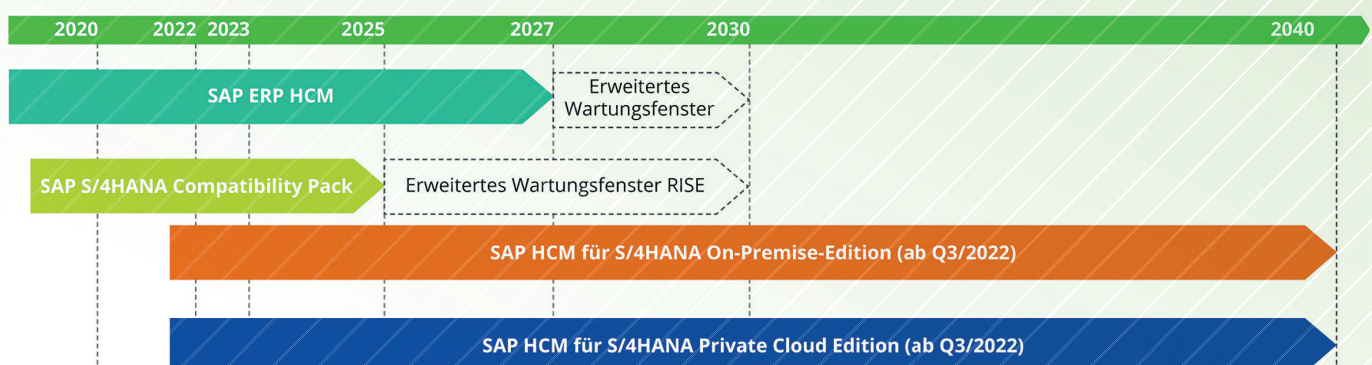 2020 2022 2023 2025 2027 2030 2040
SAP ERP HCM
Erweitertes
Wartungsfenster
SAP S/4HANA Compatibility Pack
Erweitertes Wartungsfenster RISE
SAP HCM für S/4HANA On-Premise-Edition (ab Q3/2022)
SAP HCM für S/4HANA Private Cloud Edition (ab Q3/2022)